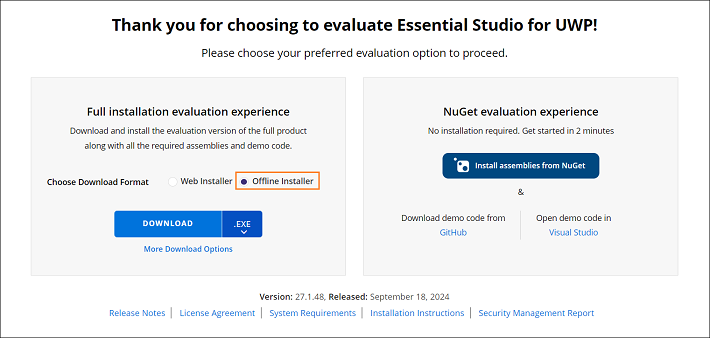 Thank you for choosing to evaluate Essential Studio for UWP!
Please choose your preferred evaluation option to proceed.
Full installation evaluation experience
Download and install the evaluation version of the full product
along with all the required assemblies and demo code.
Choose Download Format Web Installer Offline Installer
DOWNLOAD .EXE
More Download Options
NuGet evaluation experience
No installation required. Get started in 2 minutes
Install assemblies from NuGet
&
Download demo code from
GitHub
Open demo code in
Visual Studio
Version: 27.1.48, Released: September 18, 2024
Release Notes | License Agreement | System Requirements | Installation Instructions | Security Management Report